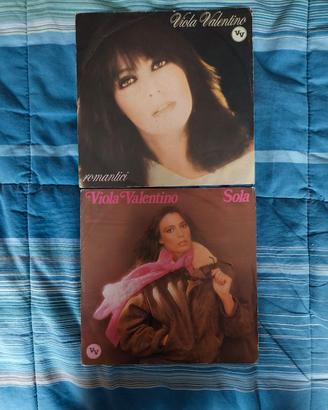 Viola Valentino
VV
romantici
Viola Valentino
Sola
VV